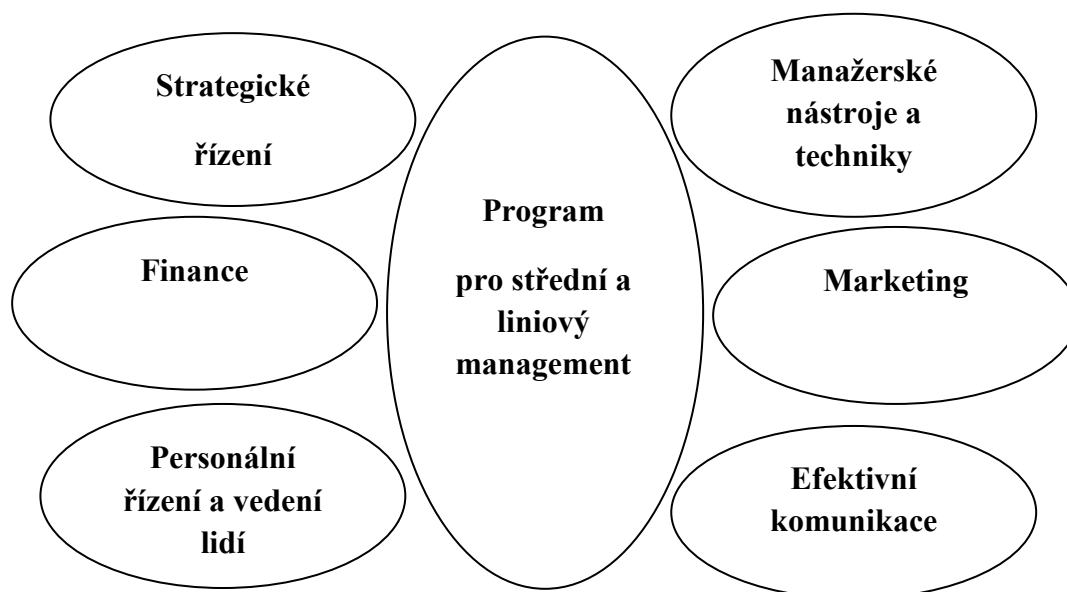 Strategické
řízení
Finance
Personální
řízení a vedení
lidí
Program
pro střední a
liniový
management
Manažerské
nástroje a
techniky
Marketing
Efektivní
komunikace